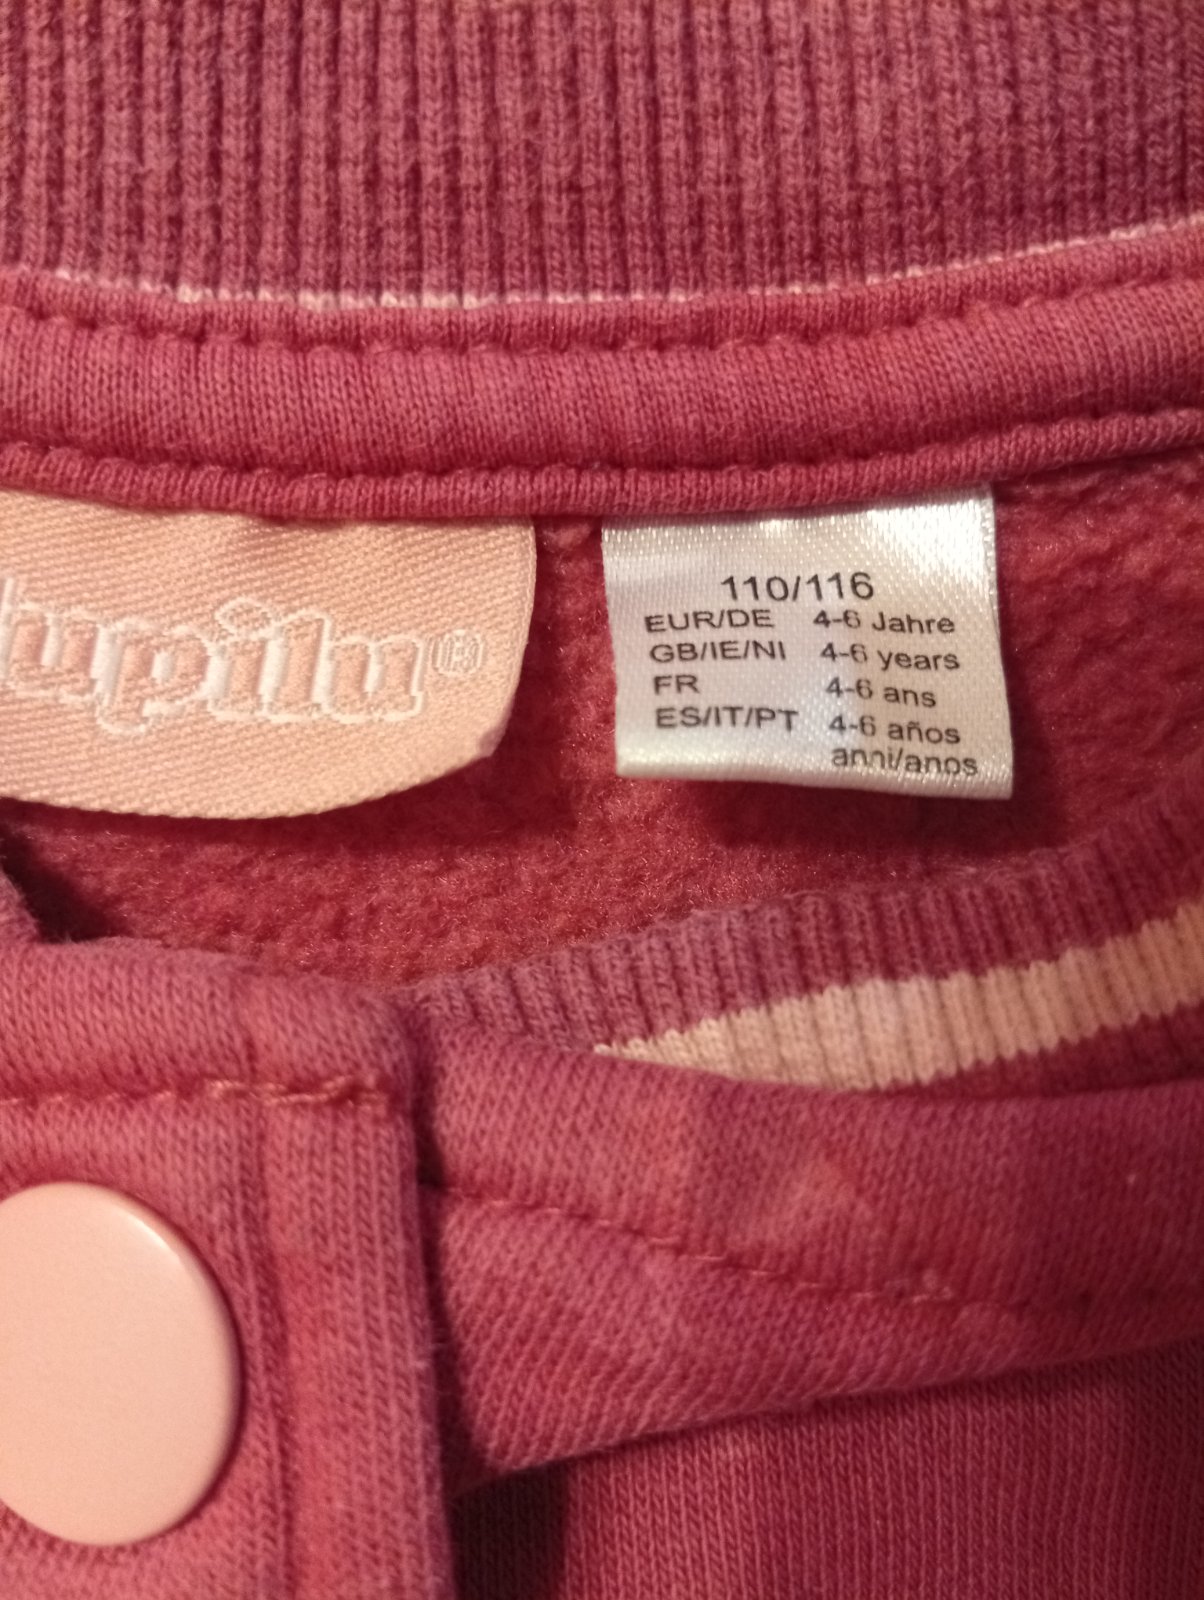 lupilu®
110/116
EUR/DE 4-6 Jahre
GB/IE/NI 4-6 years
FR 4-6 ans
ES/IT/PT 4-6 años
anni/anos